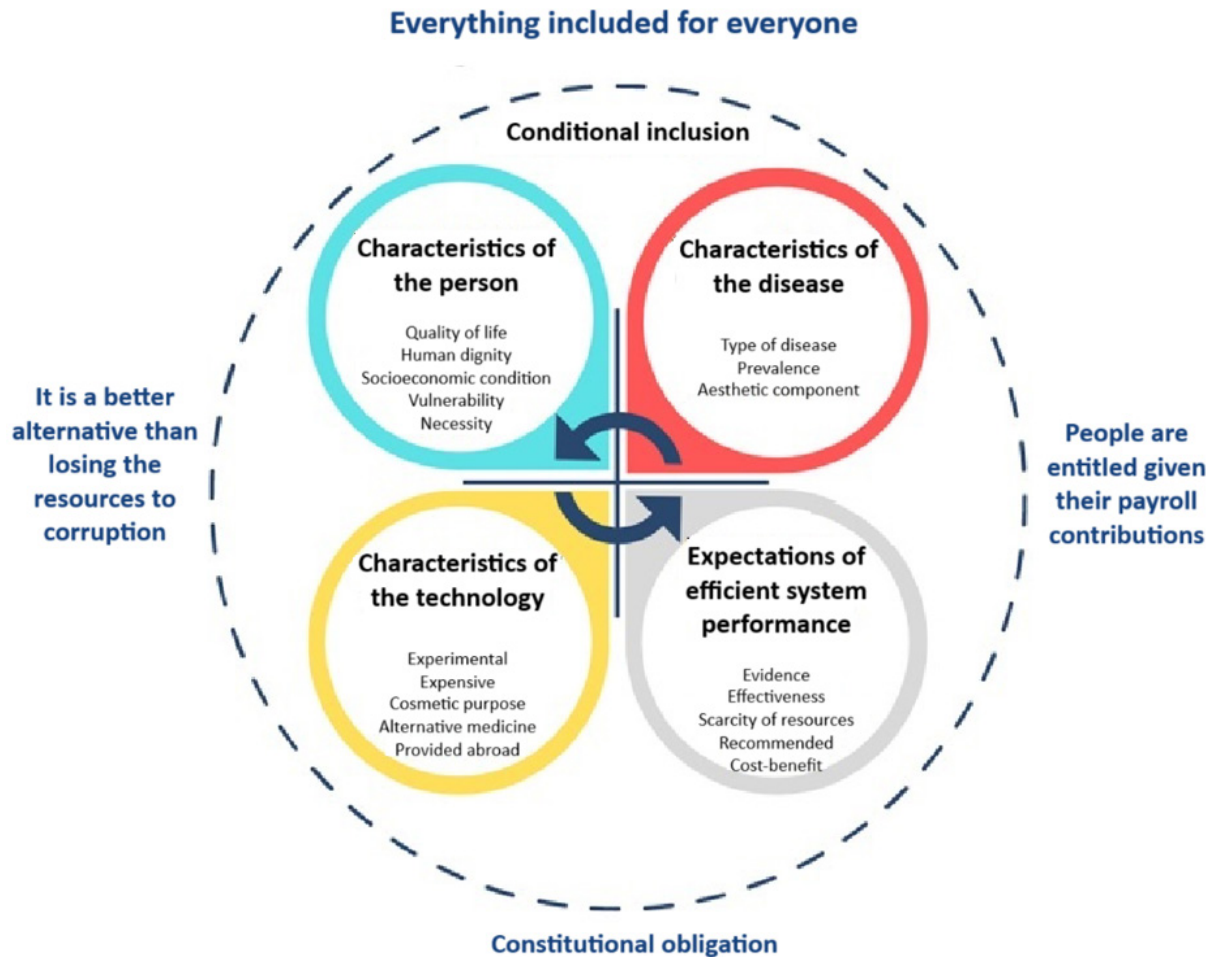 Everything included for everyone
Conditional inclusion
Characteristics of
the person
Quality of life
Human dignity
Socioeconomic condition
Vulnerability
Necessity
Characteristics of
the disease
Type of disease
Prevalence
Aesthetic component
It is a better
alternative than
losing the
resources to
corruption
People are
entitled given
their payroll
contributions
Characteristics of
the technology
Experimental
Expensive
Cosmetic purpose
Alternative medicine
Provided abroad
Expectations of
efficient system
performance
Evidence
Effectiveness
Scarcity of resources
Recommended
Cost-benefit
Constitutional obligation